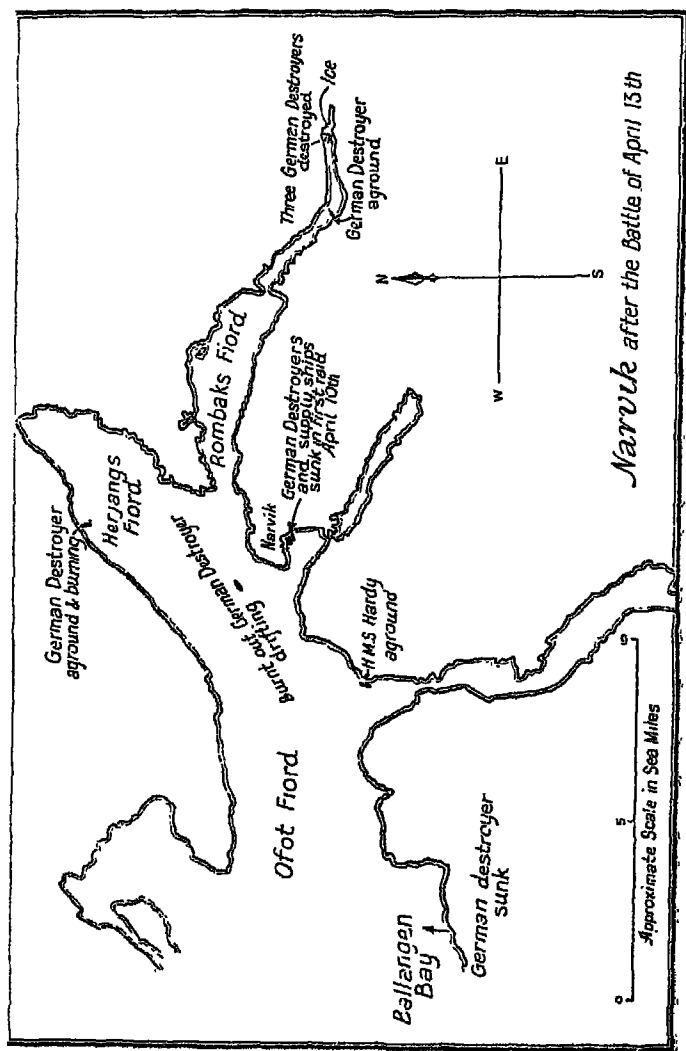 German Destroyer
aground & burning
Herjangs
Fiord
Rombaks Fiord
Three German Destroyers
destroyed
Ice
German Destroyer
aground
Burnt out German Destroyer
drifting
Narvik
German Destroyers
and supply ships
sunk in first raid
April 10th
Ofot Fiord
H.M.S Hardy
aground
Ballangen
Bay
German destroyer
sunk
N
W
E
S
0
5
9
Approximate Scale in Sea Miles
Narvik after the Battle of April 13th